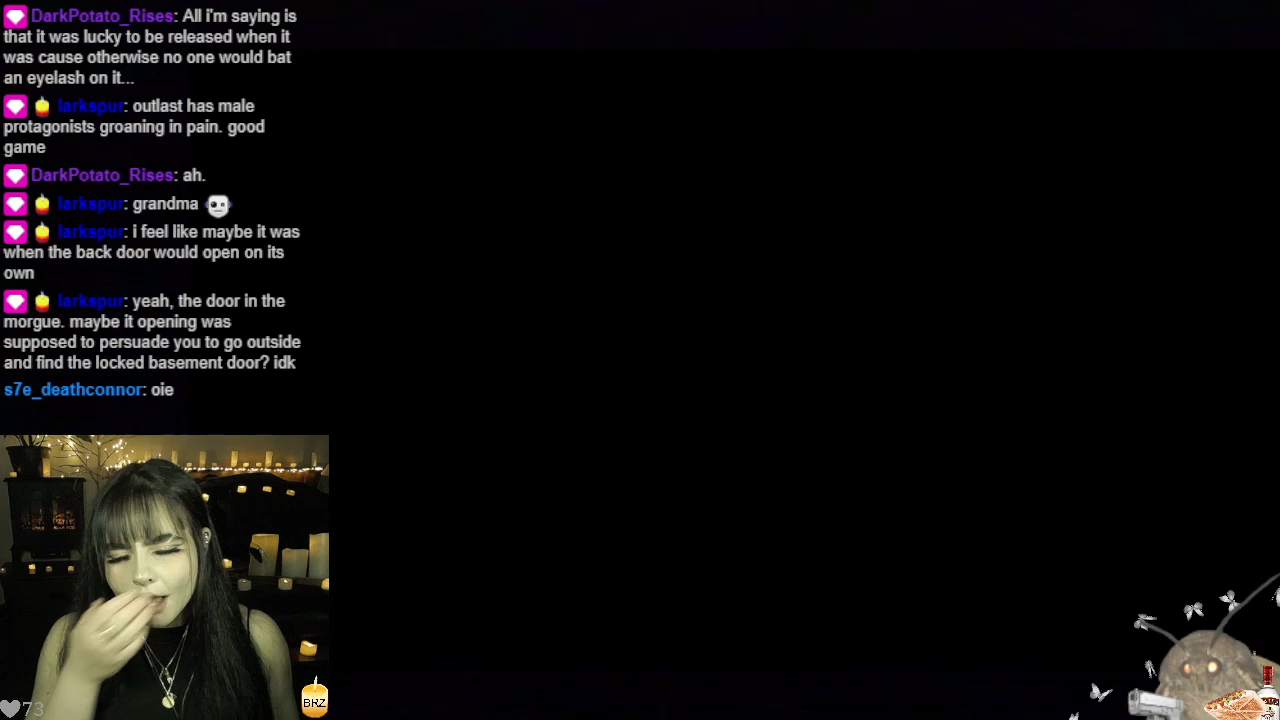 DarkPotato_Rises: All i'm saying is
that it was lucky to be released when it
was cause otherwise no one would bat
an eyelash on it...
larkspur: outlast has male
protagonists groaning in pain. good
game
DarkPotato_Rises: ah.
larkspur: grandma
larkspur: i feel like maybe it was
when the back door would open on its
own
larkspur: yeah, the door in the
morgue. maybe it opening was
supposed to persuade you to go outside
and find the locked basement door? idk
s7e_deathconnor: oie
73
BRZ